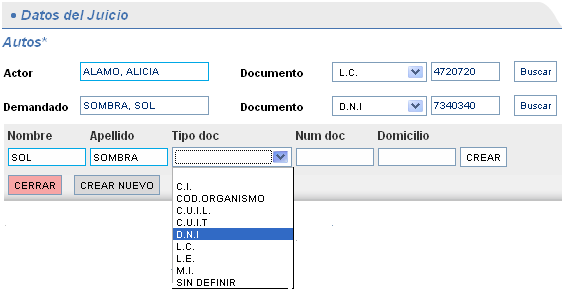 • Datos del Juicio
Autos*
Actor ALAMO, ALICIA Documento L.C. 4720720 Buscar
Demandado SOMBRA, SOL Documento D.N.I 7340340 Buscar
Nombre Apellido Tipo doc Num doc Domicilio
SOL SOMBRA CREAR
CERRAR CREAR NUEVO
C.I.
COD.ORGANISMO
C.U.I.L.
C.U.I.T
D.N.I
L.C.
L.E.
M.I.
SIN DEFINIR